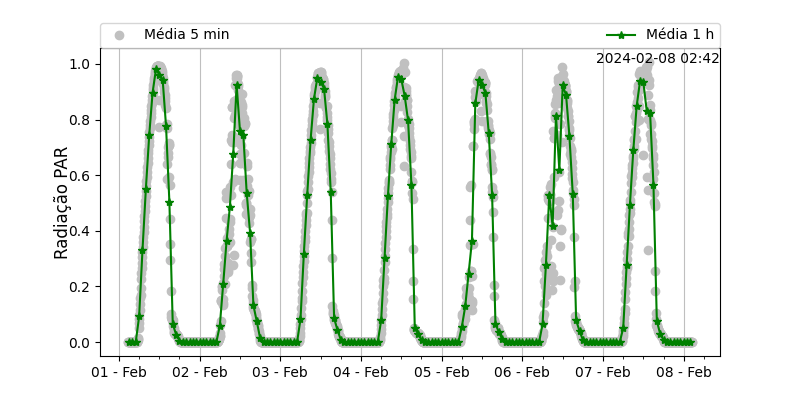 Média 5 min
Média 1 h
2024-02-08 02:42
Radiação PAR
1.0
0.8
0.6
0.4
0.2
0.0
01 - Feb
02 - Feb
03 - Feb
04 - Feb
05 - Feb
06 - Feb
07 - Feb
08 - Feb